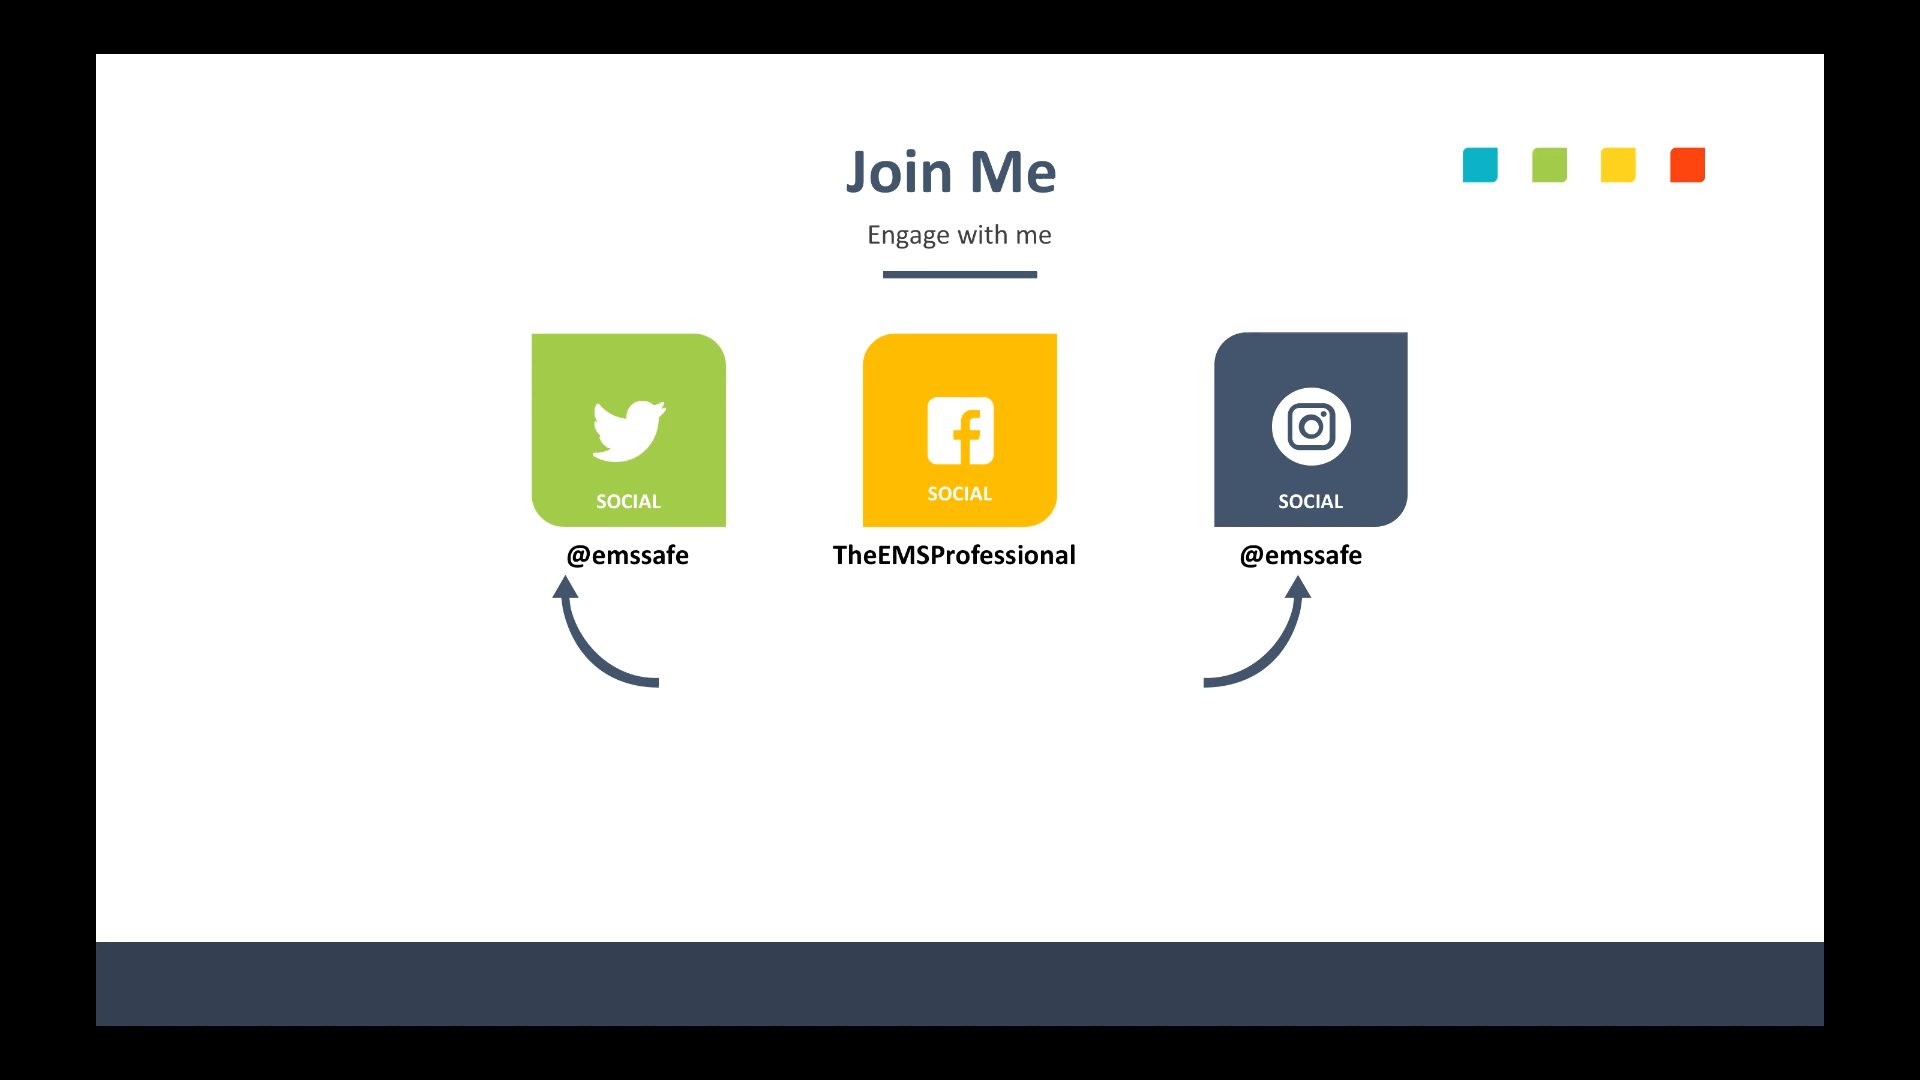 Join Me
Engage with me
SOCIAL
SOCIAL
SOCIAL
@emssafe
TheEMSProfessional
@emssafe